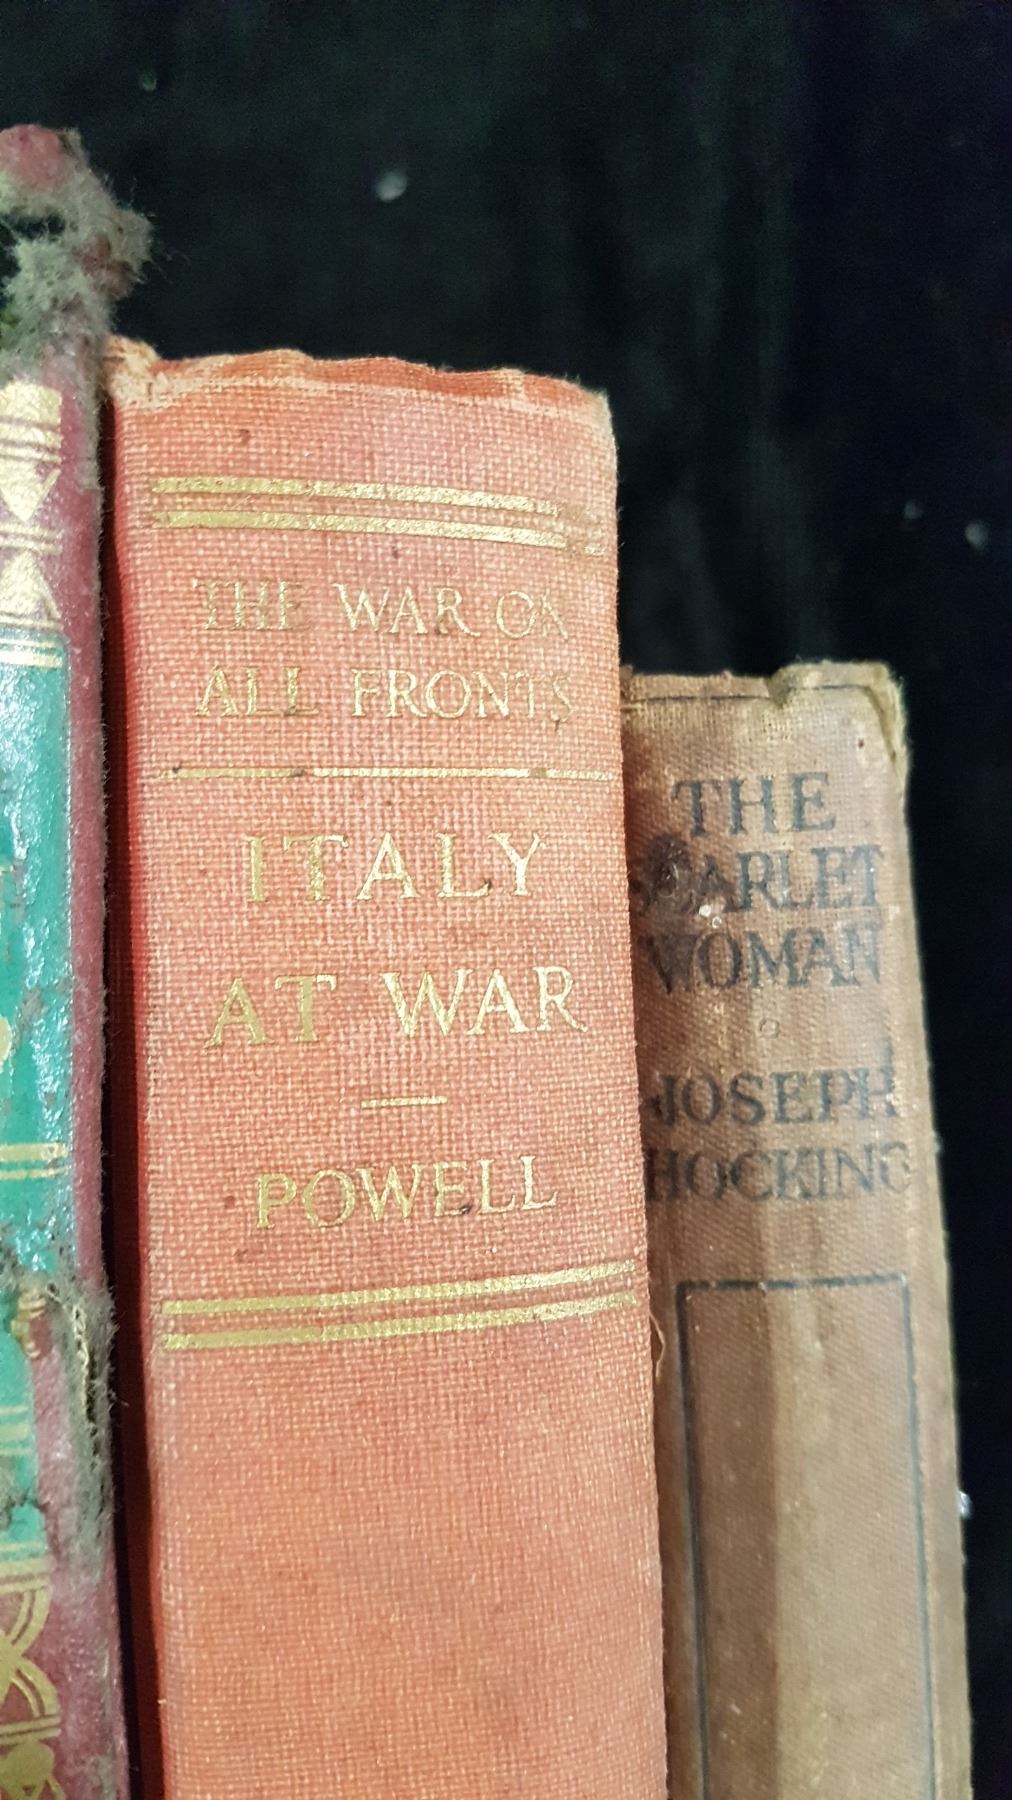 THE WAR ON
ALL FRONTS
ITALY
AT WAR
POWELL
THE
SCARLET
WOMAN
JOSEPH
HOCKING